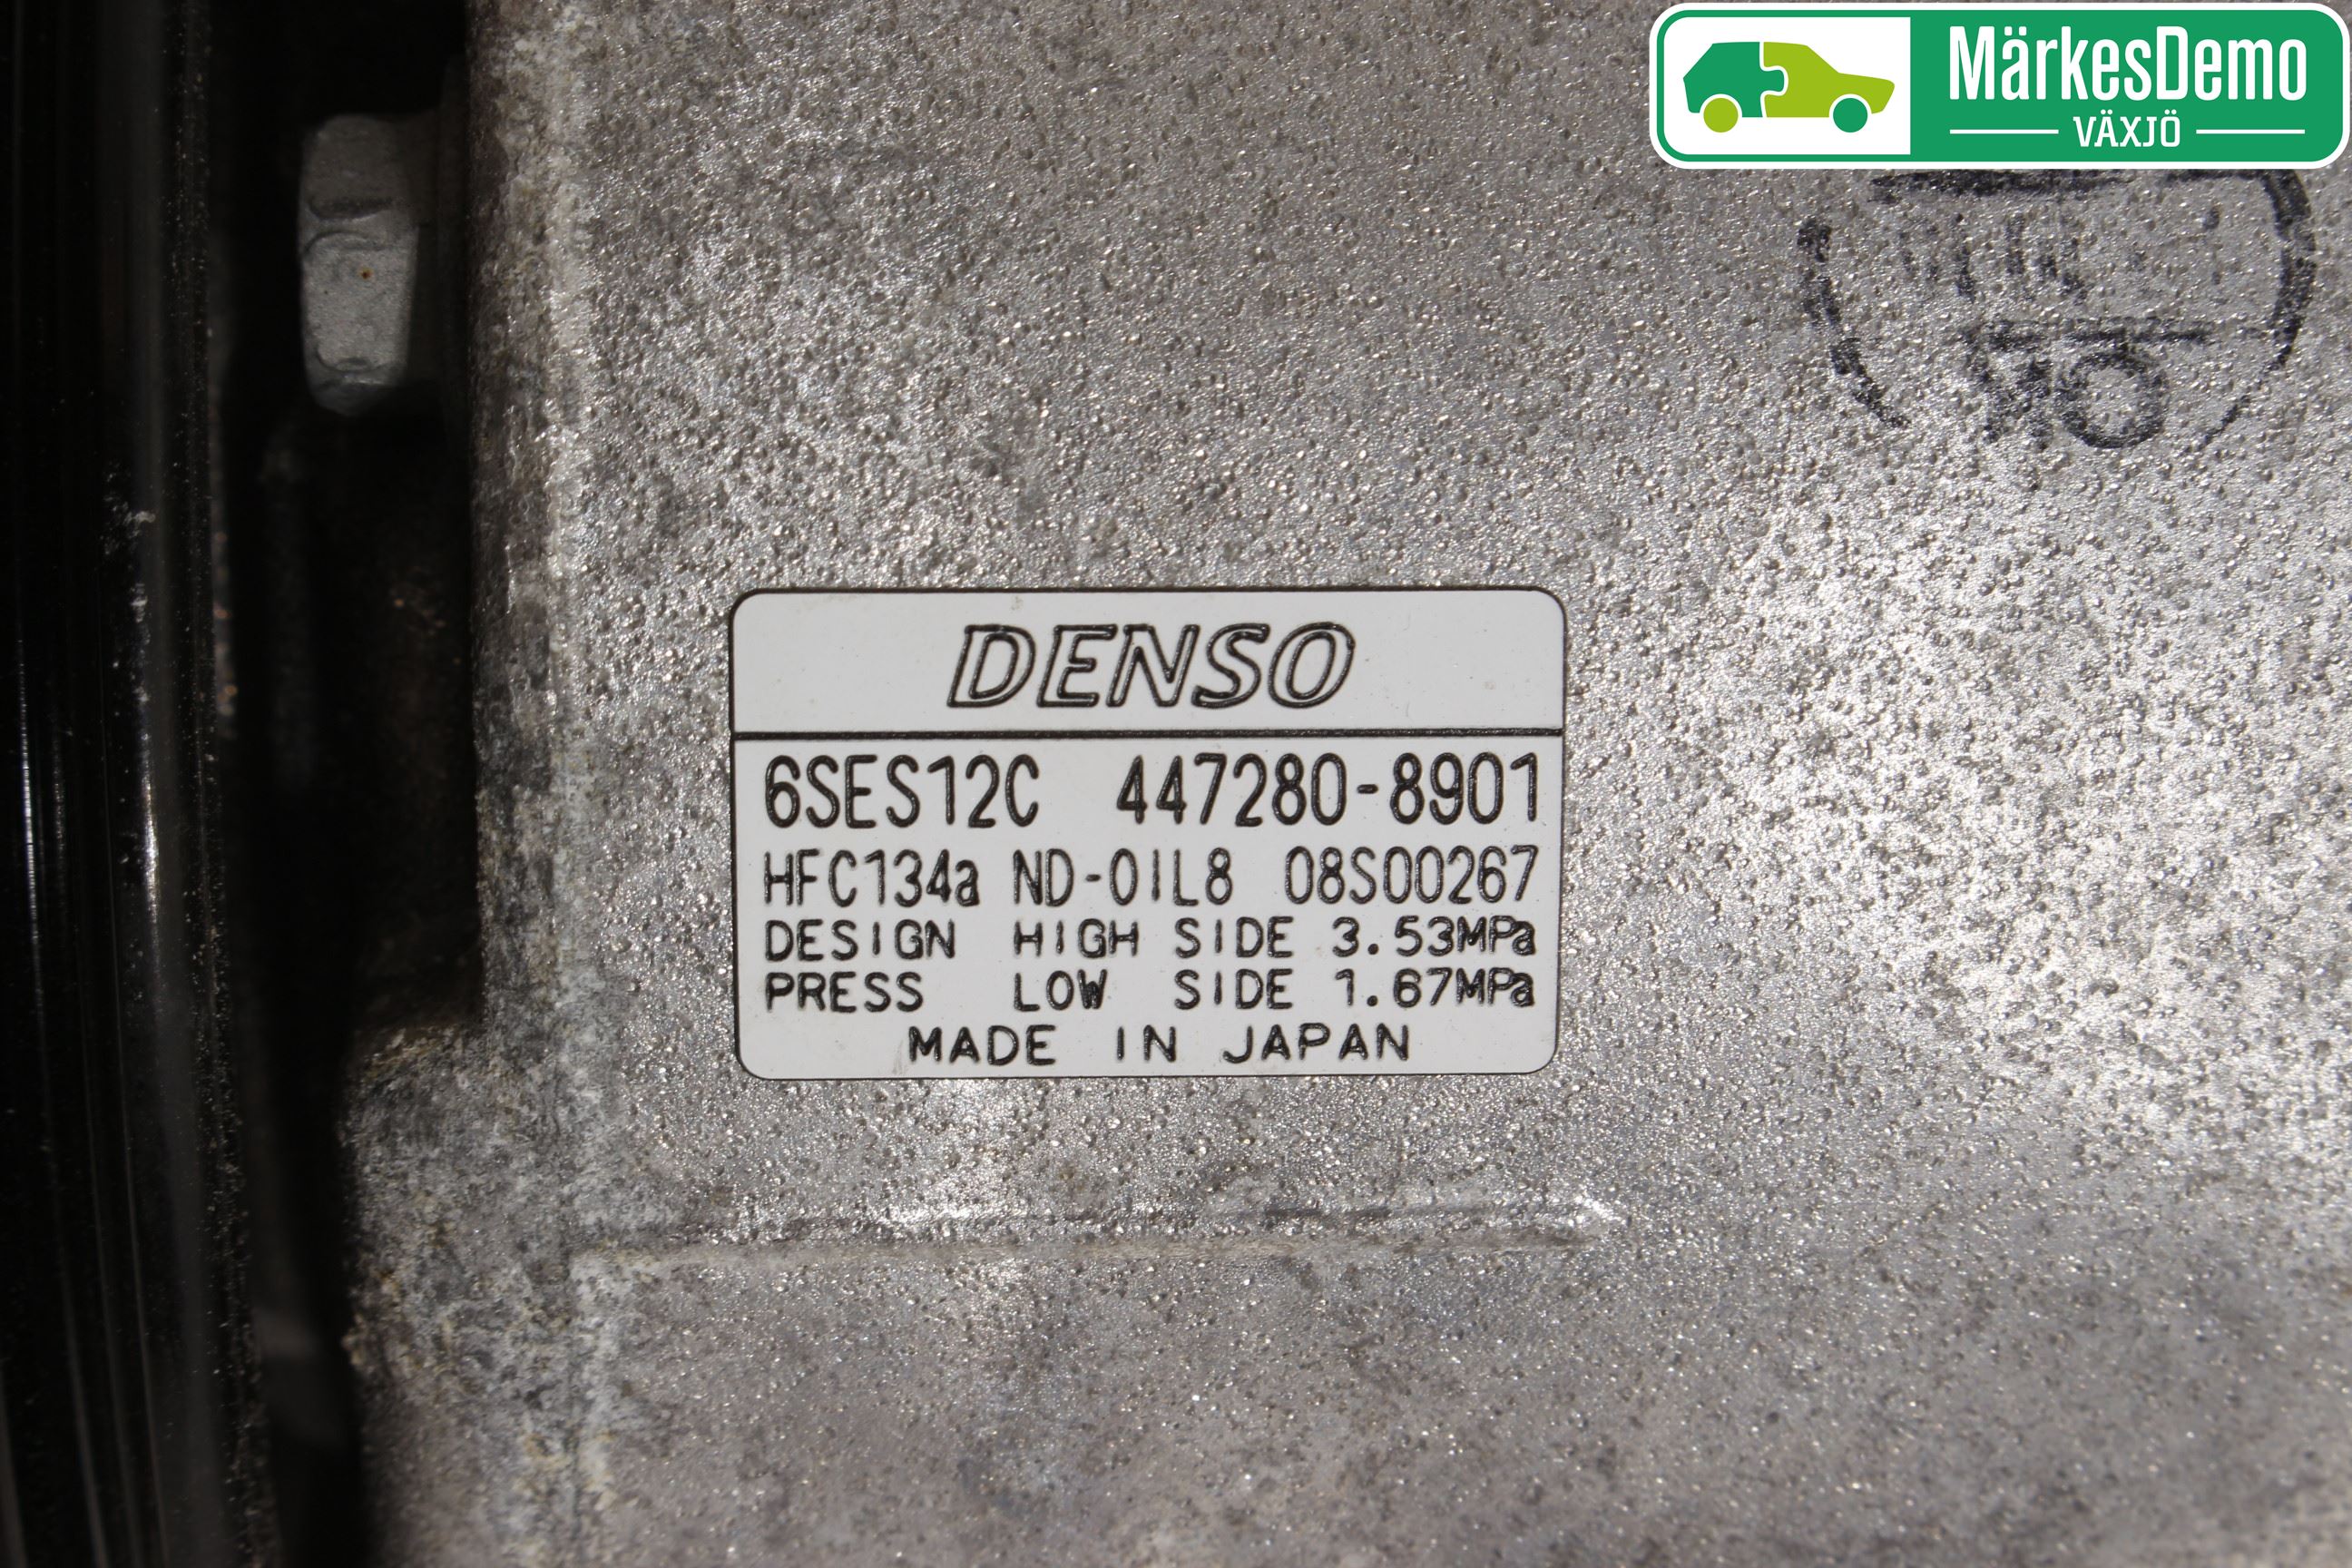 MärkesDemo
VÄXJÖ
DENSO
6SES12C 447280-8901
HFC134a ND-OIL8 08S00267
DESIGN HIGH SIDE 3.53MPa
PRESS LOW SIDE 1.67MPa
MADE IN JAPAN